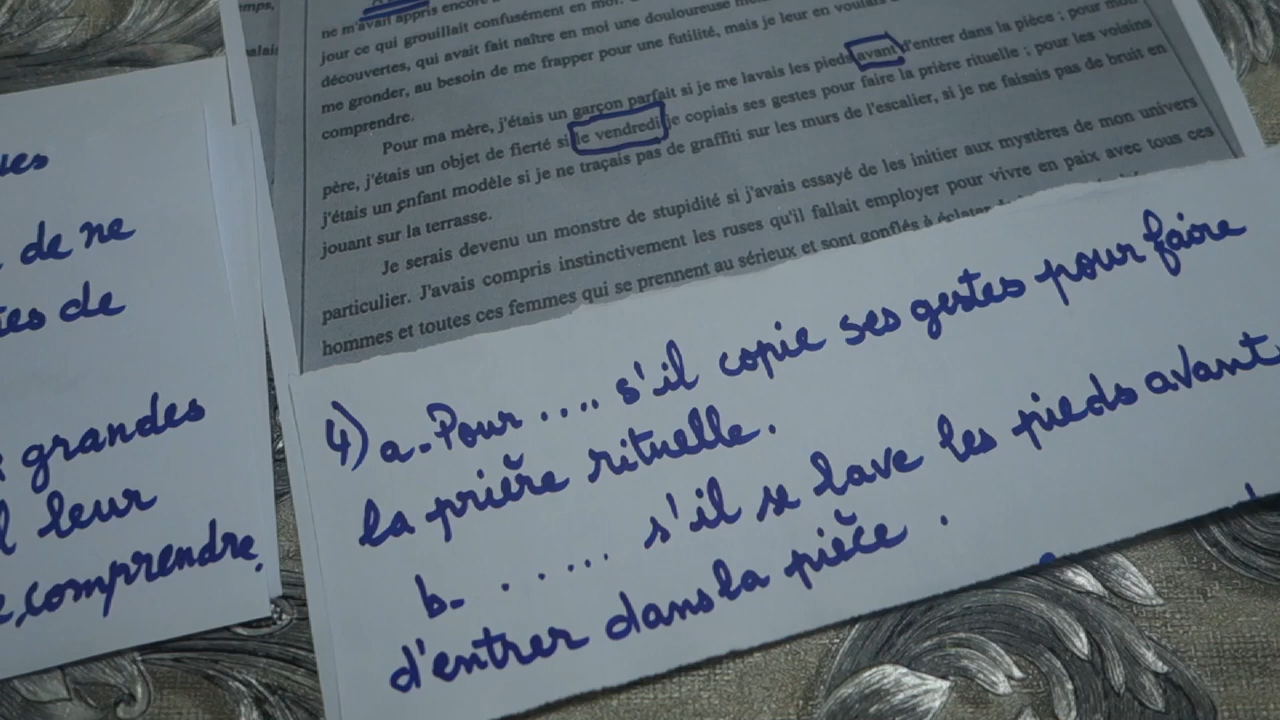 mps,
ne m'avait appris encore
jour ce qui grouillait confusément en moi.
découvertes, qui avait fait naître en moi une douloureuse
me gronder, au besoin de me frapper pour une futilité, mais je leur en voulais
comprendre.
Pour ma mère, j'étais un garçon parfait si je me lavais les pieds avant d'entrer dans la pièce ; pour mon
père, j'étais un objet de fierté si le vendredi je copiais ses gestes pour faire la prière rituelle ; pour les voisins
j'étais un enfant modèle si je ne traçais pas de graffiti sur les murs de l'escalier, si je ne faisais pas de bruit en
jouant sur la terrasse.
Je serais devenu un monstre de stupidité si j'avais essayé de les initier aux mystères de mon univers
particulier. J'avais compris instinctivement les ruses qu'il fallait employer pour vivre en paix avec tous ces
hommes et toutes ces femmes qui se prennent au sérieux et sont gonflés à éclater
de ne
de
grandes
leur
comprendre.
4) a. Pour .... s'il copie ses gestes pour faire
la prière rituelle.
b. ..... s'il se lave les pieds avant
d'entrer dans la pièce.